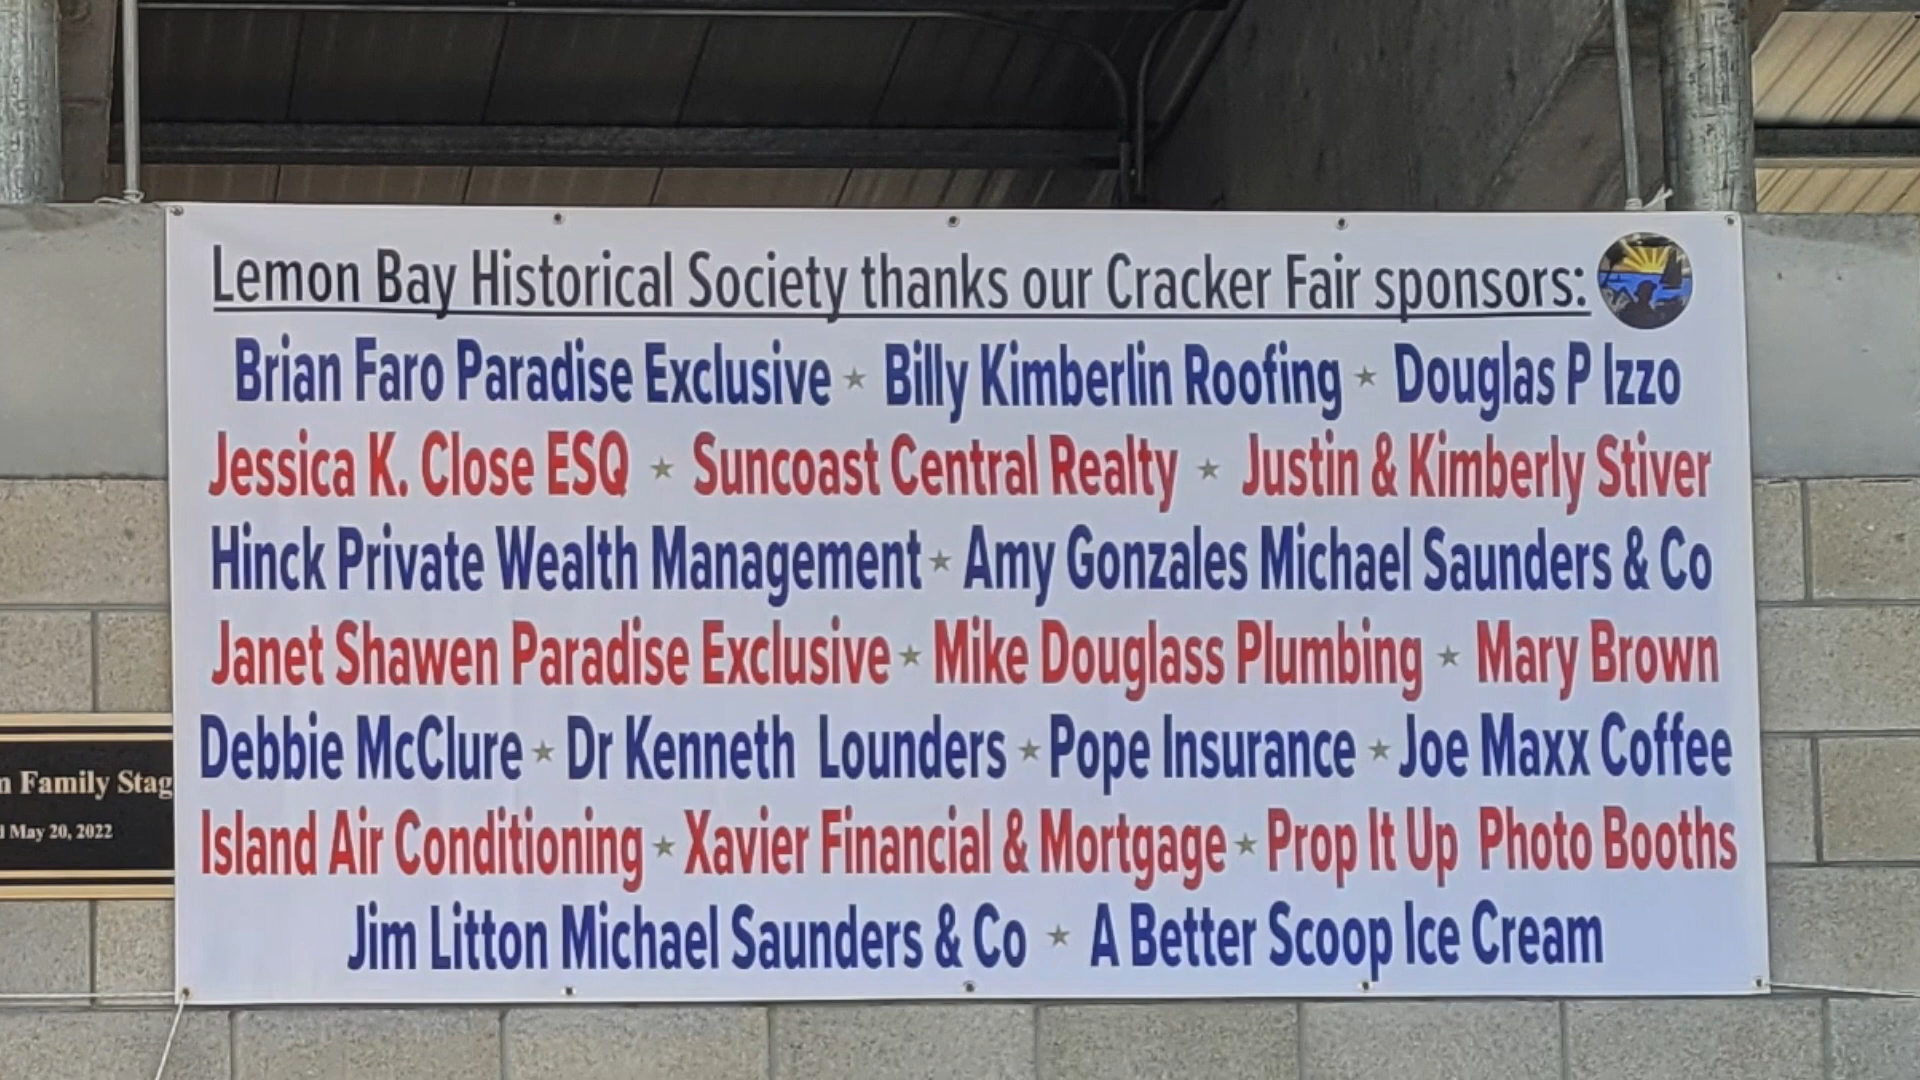 Lemon Bay Historical Society thanks our Cracker Fair sponsors:
Brian Faro Paradise Exclusive ★ Billy Kimberlin Roofing ★ Douglas P Izzo
Jessica K. Close ESQ ★ Suncoast Central Realty ★ Justin & Kimberly Stiver
Hinck Private Wealth Management ★ Amy Gonzales Michael Saunders & Co
Janet Shawen Paradise Exclusive ★ Mike Douglass Plumbing ★ Mary Brown
Debbie McClure ★ Dr Kenneth Lounders ★ Pope Insurance ★ Joe Maxx Coffee
Island Air Conditioning ★ Xavier Financial & Mortgage ★ Prop It Up Photo Booths
Jim Litton Michael Saunders & Co ★ A Better Scoop Ice Cream
Family Stag
May 20, 2022